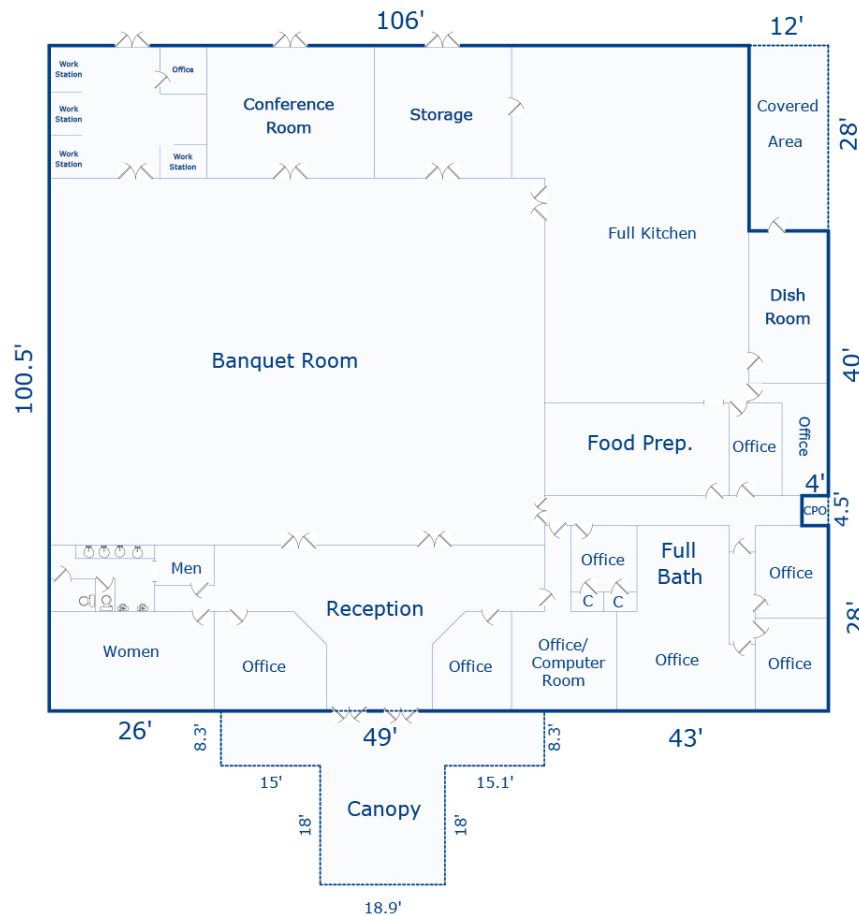 106'
12'
Work
Station
Office
Conference
Room
Storage
Covered
Area
28'
Work
Station
Work
Station
Work
Station
Full Kitchen
Dish
Room
Banquet Room
100.5'
40'
Food Prep.
Office
Office
4'
CPO
4.5'
Men
Office
Full
Bath
Office
C
C
Reception
28'
Women
Office
Office
Office/
Computer
Room
Office
Office
26'
8.3'
49'
8.3'
43'
15'
15.1'
Canopy
18'
18'
18.9'